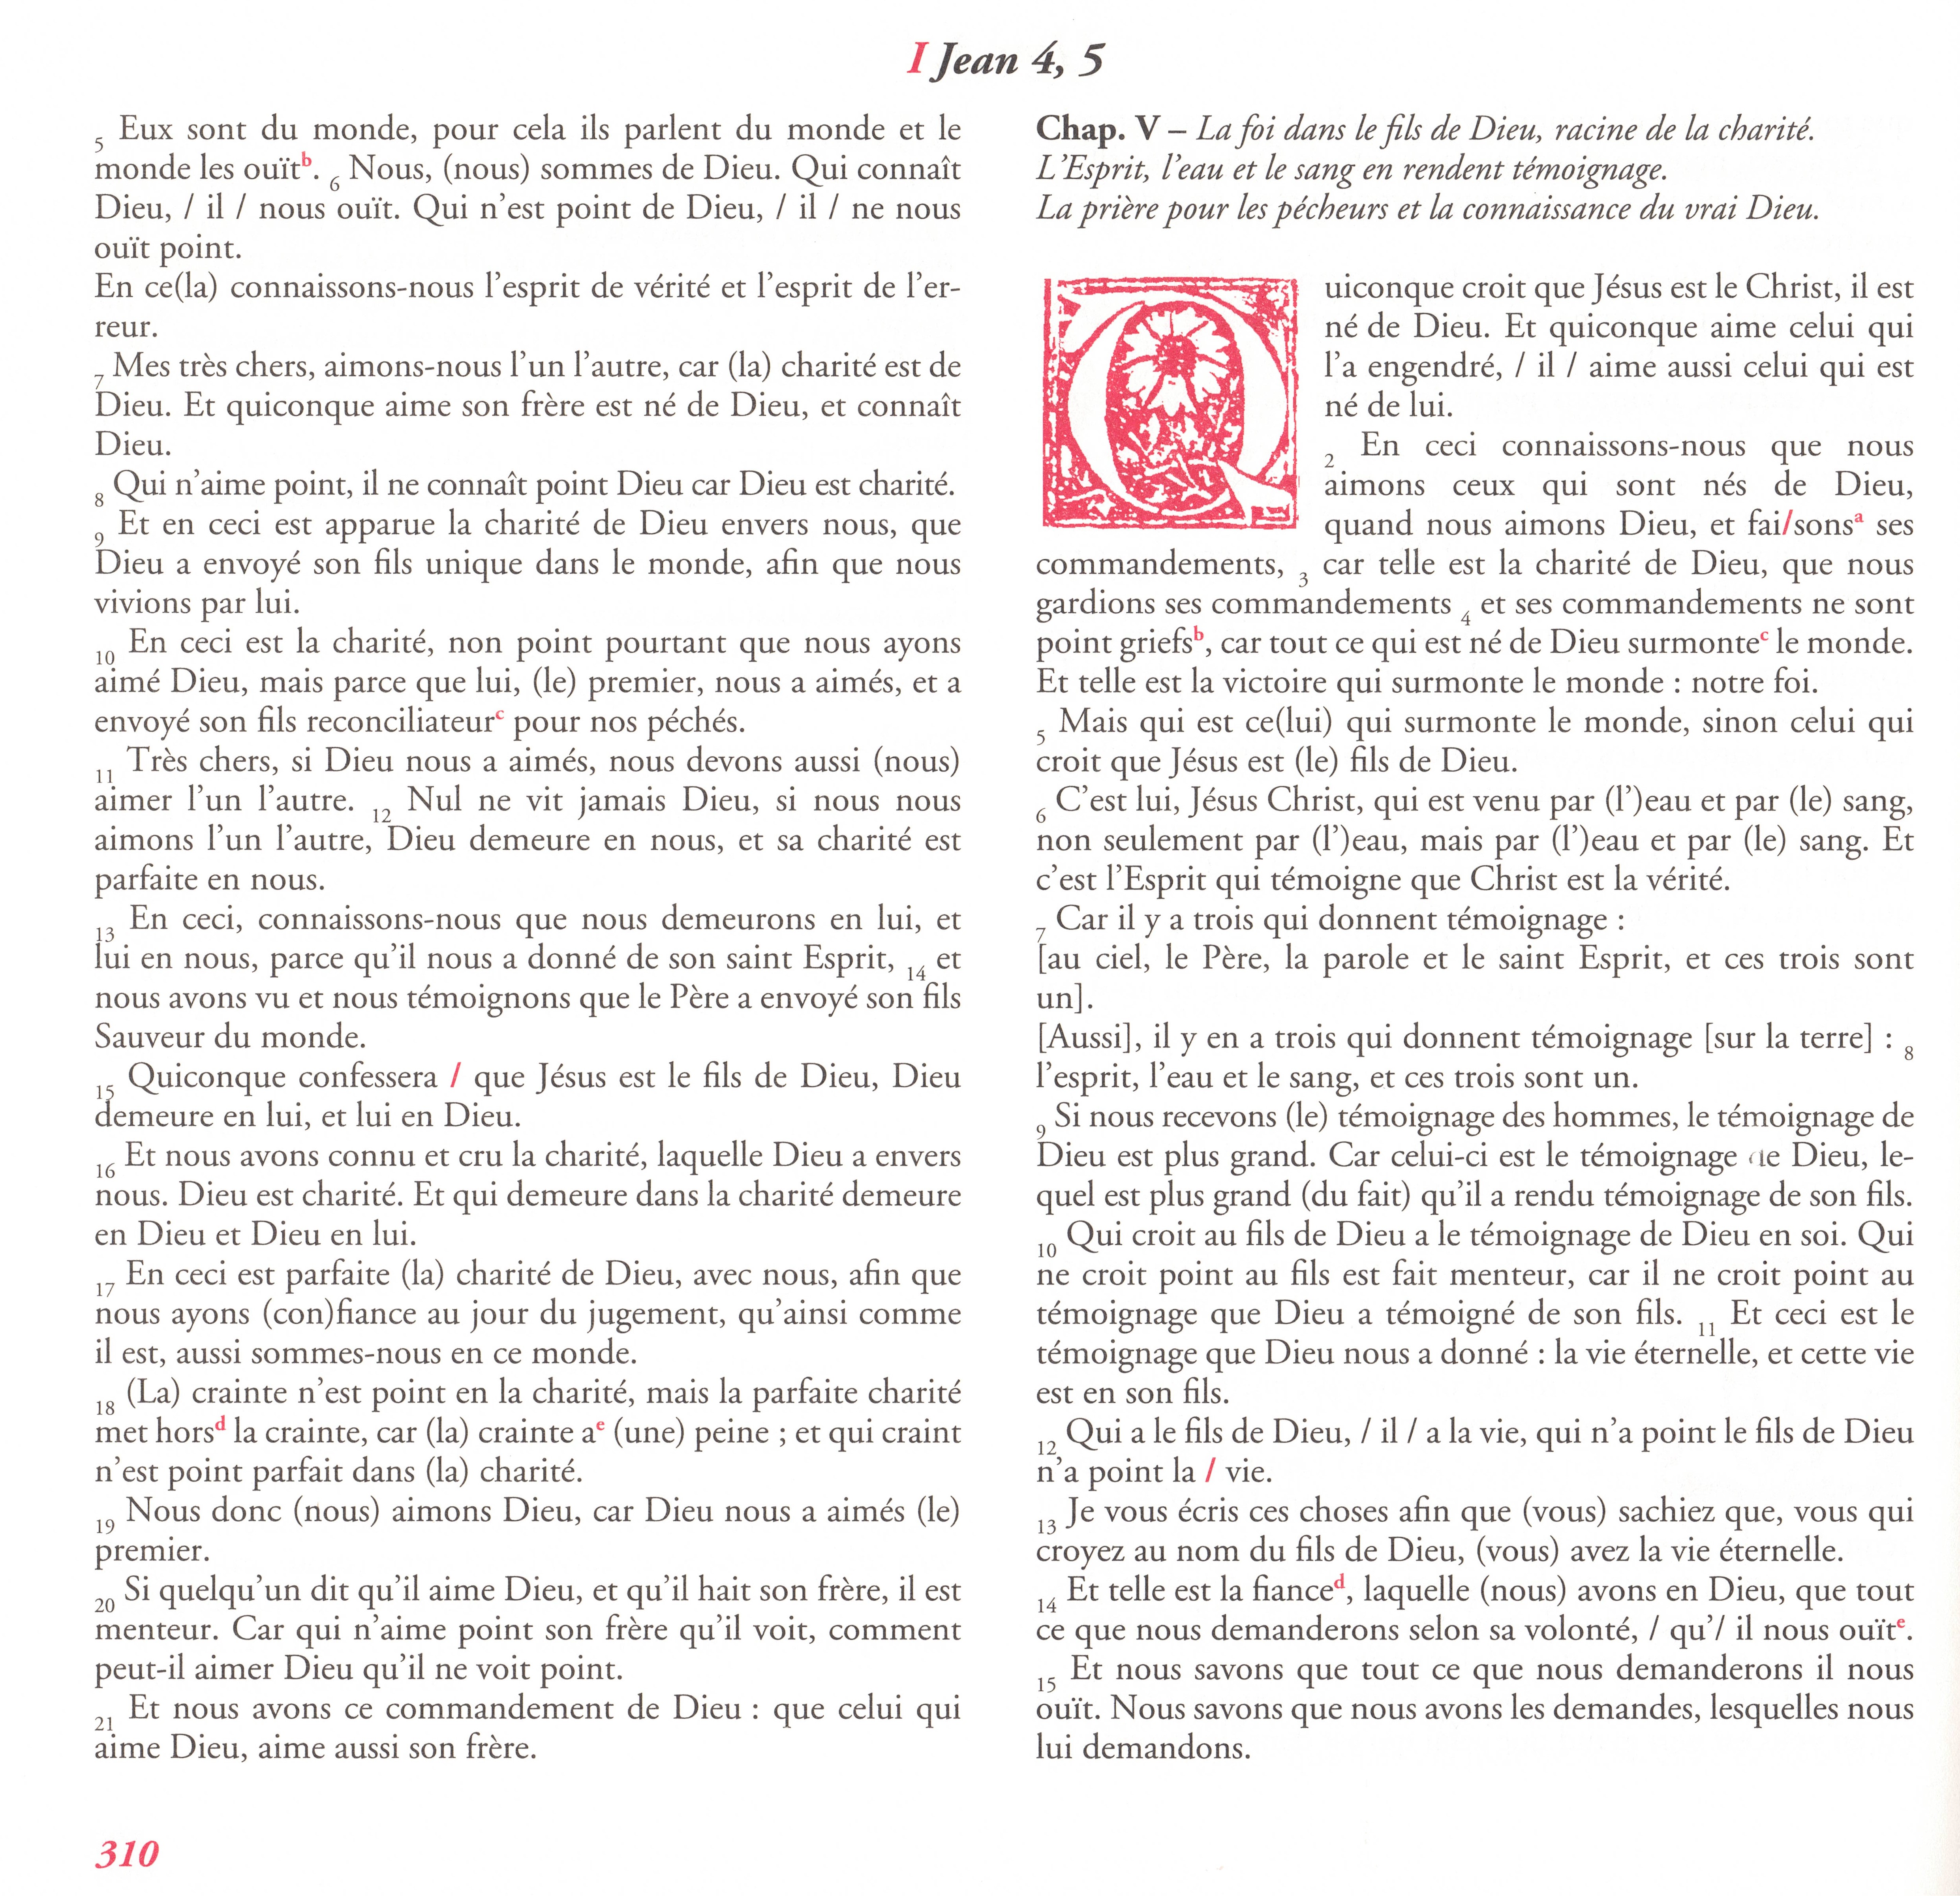 I Jean 4, 5
5 Eux sont du monde, pour cela ils parlent du monde et le
monde les ouïtb. 6 Nous, (nous) sommes de Dieu. Qui connaît
Dieu, / il / nous ouït. Qui n’est point de Dieu, / il / ne nous
ouït point.
En ce(la) connaissons-nous l’esprit de vérité et l’esprit de l’er-
reur.
7 Mes très chers, aimons-nous l’un l’autre, car (la) charité est de
Dieu. Et quiconque aime son frère est né de Dieu, et connaît
Dieu.
8 Qui n’aime point, il ne connaît point Dieu car Dieu est charité.
9 Et en ceci est apparue la charité de Dieu envers nous, que
Dieu a envoyé son fils unique dans le monde, afin que nous
vivions par lui.
10 En ceci est la charité, non point pourtant que nous ayons
aimé Dieu, mais parce que lui, (le) premier, nous a aimés, et a
envoyé son fils reconciliateurc pour nos péchés.
11 Très chers, si Dieu nous a aimés, nous devons aussi (nous)
aimer l’un l’autre. 12 Nul ne vit jamais Dieu, si nous nous
aimons l’un l’autre, Dieu demeure en nous, et sa charité est
parfaite en nous.
13 En ceci, connaissons-nous que nous demeurons en lui, et
lui en nous, parce qu’il nous a donné de son saint Esprit, 14 et
nous avons vu et nous témoignons que le Père a envoyé son fils
Sauveur du monde.
15 Quiconque confessera / que Jésus est le fils de Dieu, Dieu
demeure en lui, et lui en Dieu.
16 Et nous avons connu et cru la charité, laquelle Dieu a envers
nous. Dieu est charité. Et qui demeure dans la charité demeure
en Dieu et Dieu en lui.
17 En ceci est parfaite (la) charité de Dieu, avec nous, afin que
nous ayons (con)fiance au jour du jugement, qu’ainsi comme
il est, aussi sommes-nous en ce monde.
18 (La) crainte n’est point en la charité, mais la parfaite charité
met horsd la crainte, car (la) crainte ae (une) peine ; et qui craint
n’est point parfait dans (la) charité.
19 Nous donc (nous) aimons Dieu, car Dieu nous a aimés (le)
premier.
20 Si quelqu’un dit qu’il aime Dieu, et qu’il hait son frère, il est
menteur. Car qui n’aime point son frère qu’il voit, comment
peut-il aimer Dieu qu’il ne voit point.
21 Et nous avons ce commandement de Dieu : que celui qui
aime Dieu, aime aussi son frère.
310
Chap. V – La foi dans le fils de Dieu, racine de la charité.
L’Esprit, l’eau et le sang en rendent témoignage.
La prière pour les pécheurs et la connaissance du vrai Dieu.
Quiconque croit que Jésus est le Christ, il est
né de Dieu. Et quiconque aime celui qui
l’a engendré, / il / aime aussi celui qui est
né de lui.
2 En ceci connaissons-nous que nous
aimons ceux qui sont nés de Dieu,
quand nous aimons Dieu, et fai/sonsa ses
commandements, 3 car telle est la charité de Dieu, que nous
gardions ses commandements 4 et ses commandements ne sont
point griefsb, car tout ce qui est né de Dieu surmontec le monde.
Et telle est la victoire qui surmonte le monde : notre foi.
5 Mais qui est ce(lui) qui surmonte le monde, sinon celui qui
croit que Jésus est (le) fils de Dieu.
6 C’est lui, Jésus Christ, qui est venu par (l’)eau et par (le) sang,
non seulement par (l’)eau, mais par (l’)eau et par (le) sang. Et
c’est l’Esprit qui témoigne que Christ est la vérité.
7 Car il y a trois qui donnent témoignage :
[au ciel, le Père, la parole et le saint Esprit, et ces trois sont
un].
[Aussi], il y en a trois qui donnent témoignage [sur la terre] : 8
l’esprit, l’eau et le sang, et ces trois sont un.
9 Si nous recevons (le) témoignage des hommes, le témoignage de
Dieu est plus grand. Car celui-ci est le témoignage de Dieu, le-
quel est plus grand (du fait) qu’il a rendu témoignage de son fils.
10 Qui croit au fils de Dieu a le témoignage de Dieu en soi. Qui
ne croit point au fils est fait menteur, car il ne croit point au
témoignage que Dieu a témoigné de son fils. 11 Et ceci est le
témoignage que Dieu nous a donné : la vie éternelle, et cette vie
est en son fils.
12 Qui a le fils de Dieu, / il / a la vie, qui n’a point le fils de Dieu
n’a point la / vie.
13 Je vous écris ces choses afin que (vous) sachiez que, vous qui
croyez au nom du fils de Dieu, (vous) avez la vie éternelle.
14 Et telle est la fianced, laquelle (nous) avons en Dieu, que tout
ce que nous demanderons selon sa volonté, / qu’/ il nous ouïte.
15 Et nous savons que tout ce que nous demanderons il nous
ouït. Nous savons que nous avons les demandes, lesquelles nous
lui demandons.